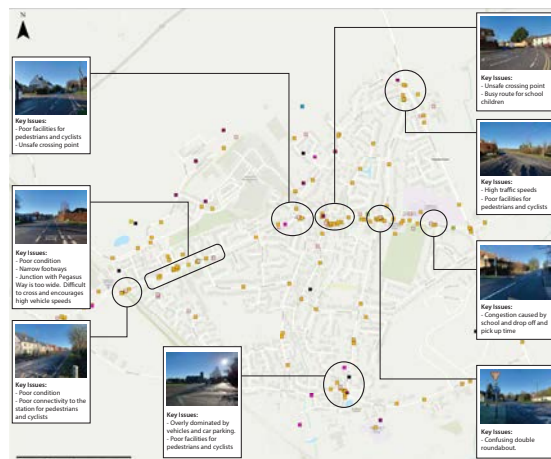 N
Key Issues:
- Poor facilities for
pedestrians and cyclists
- Unsafe crossing point
Key Issues:
- Poor condition
- Narrow footways
- Junction with Pegasus
Way is too wide. Difficult
to cross and encourages
high vehicle speeds
Key Issues:
- Poor condition
- Poor connectivity to the
station for pedestrians
and cyclists
Key Issues:
- Overly dominated by
vehicles and car parking.
- Poor facilities for
pedestrians and cyclists
Key Issues:
- Unsafe crossing point
- Busy route for school
children
Key Issues:
- High traffic speeds
- Poor facilities for
pedestrians and cyclists
Key Issues:
- Congestion caused by
school and drop off and
pick up time
Key Issues:
- Confusing double
roundabout.